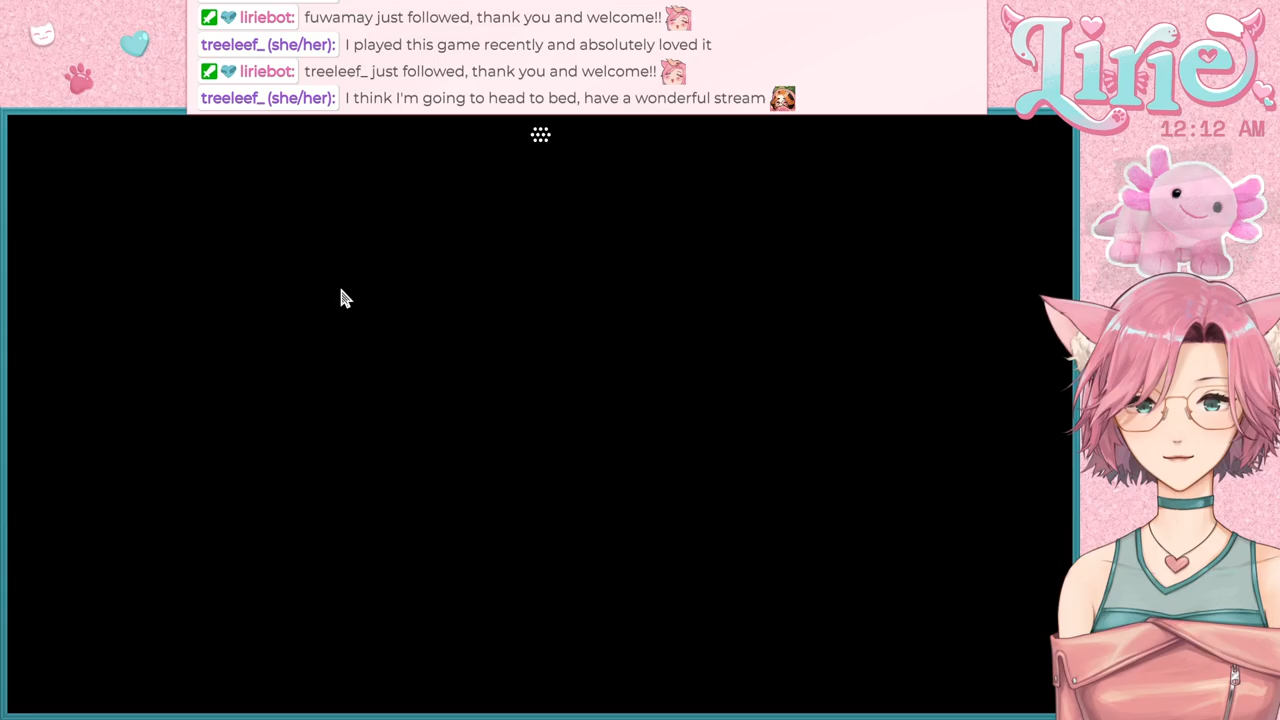 liriebot: fuwamay just followed, thank you and welcome!!
treeleef_ (she/her): I played this game recently and absolutely loved it
liriebot: treeleef_ just followed, thank you and welcome!!
treeleef_ (she/her): I think I'm going to head to bed, have a wonderful stream
Lirie
12:12 AM